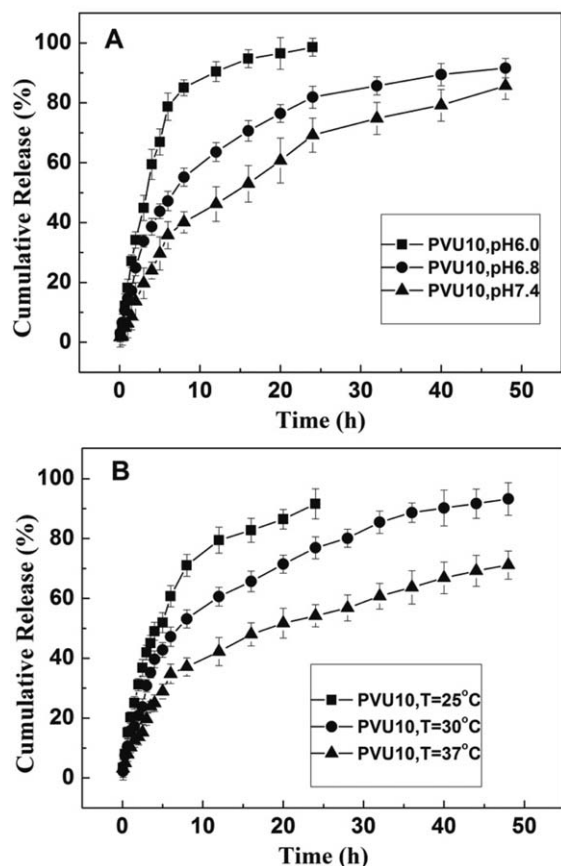 A
100
80
60
40
20
0
Cumulative Release (%)
PVU10,pH6.0
PVU10,pH6.8
PVU10,pH7.4
0 10 20 30 40 50
Time (h)
B
100
80
60
40
20
0
Cumulative Release (%)
PVU10,T=25°C
PVU10,T=30°C
PVU10,T=37°C
0 10 20 30 40 50
Time (h)